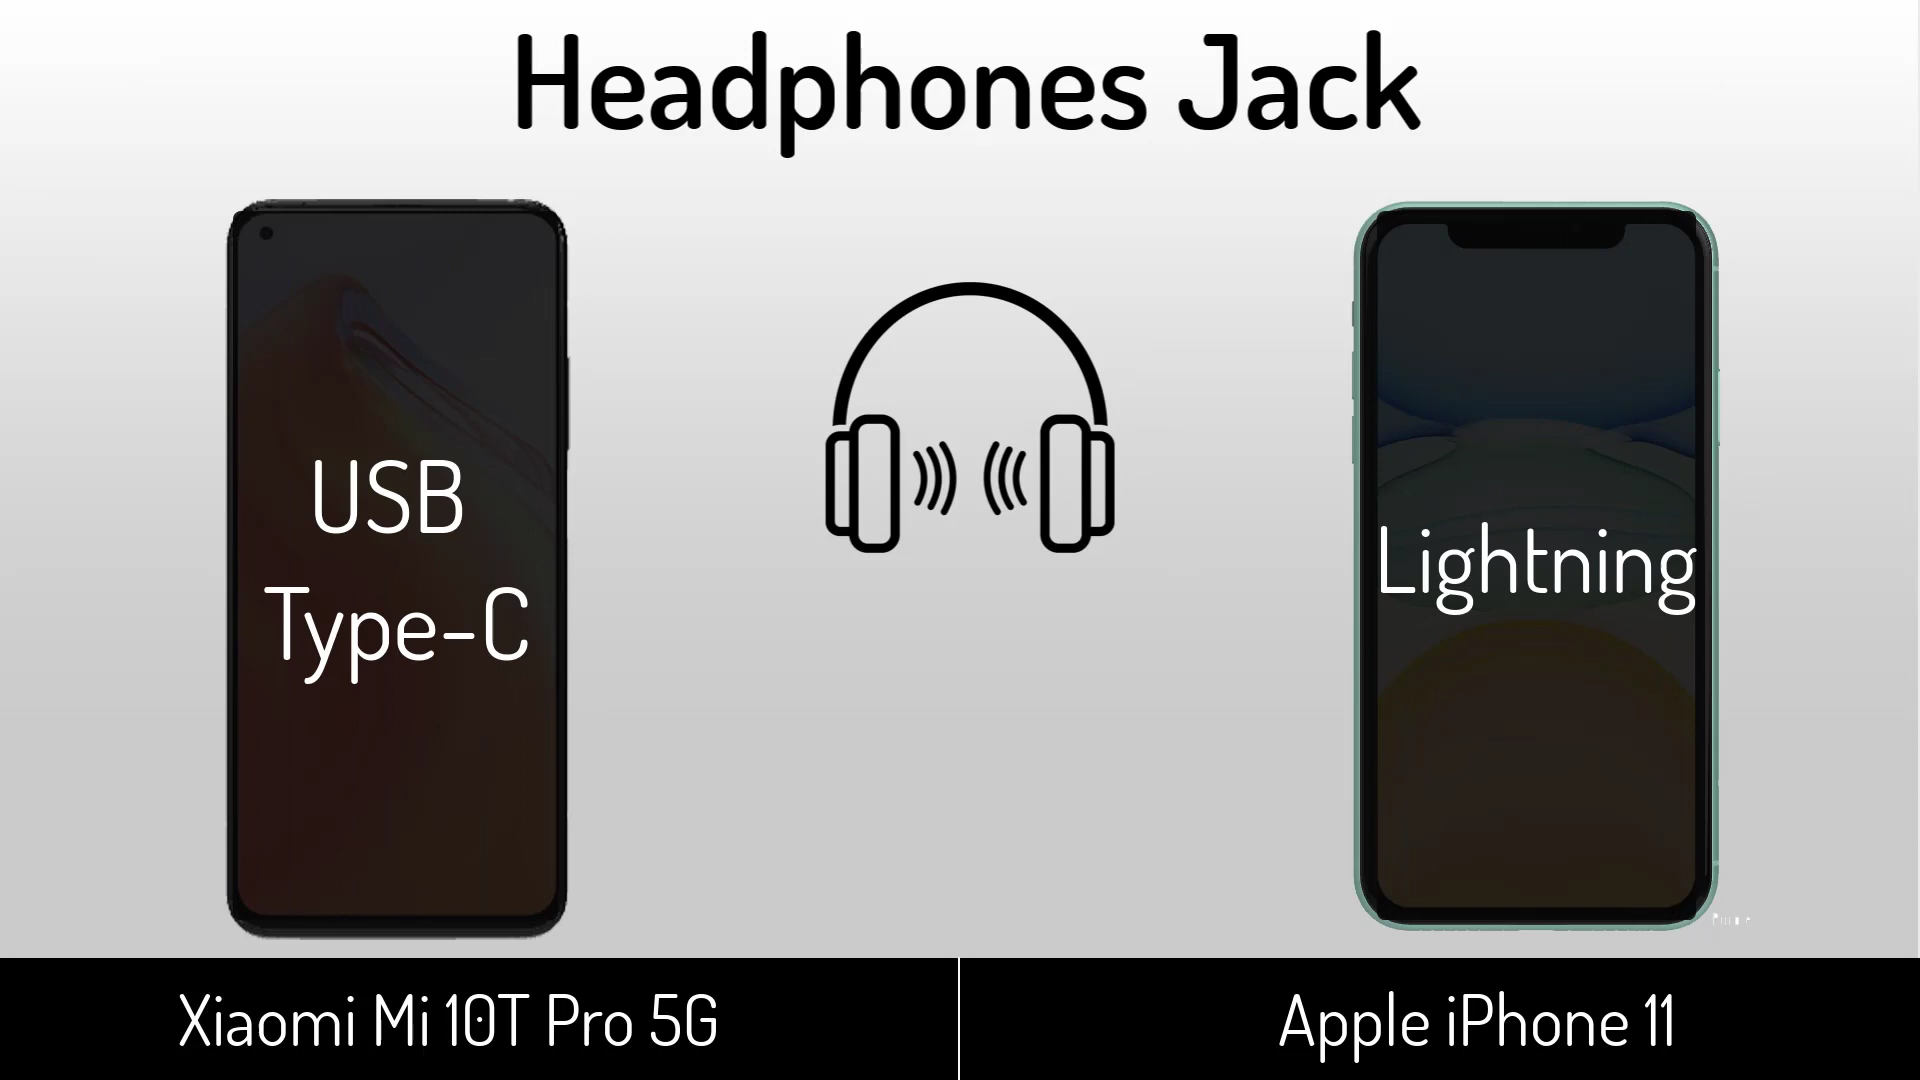 Headphones Jack
USB
Type-C
Lightning
Xiaomi Mi 10T Pro 5G
Apple iPhone 11